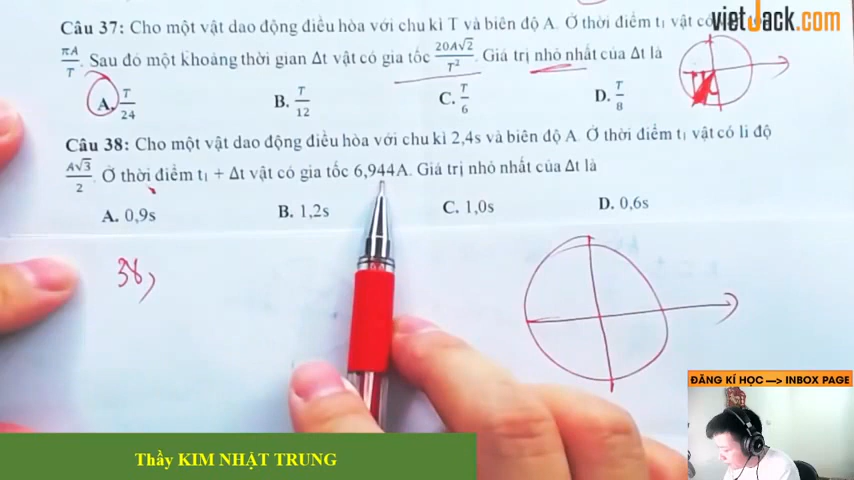 vietJack.com
Câu 37: Cho một vật dao động điều hòa với chu kì T và biên độ A. Ở thời điểm t₁ vật có
πA/T. Sau đó một khoảng thời gian Δt vật có gia tốc 20A√2/T². Giá trị nhỏ nhất của Δt là
A. T/24 B. T/12 C. T/6 D. T/8
Câu 38: Cho một vật dao động điều hòa với chu kì 2,4s và biên độ A. Ở thời điểm t₁ vật có li độ
A√3/2. Ở thời điểm t₁ + Δt vật có gia tốc 6,944A. Giá trị nhỏ nhất của Δt là
A. 0,9s B. 1,2s C. 1,0s D. 0,6s
38,
ĐĂNG KÍ HỌC —> INBOX PAGE
Thầy KIM NHẬT TRUNG